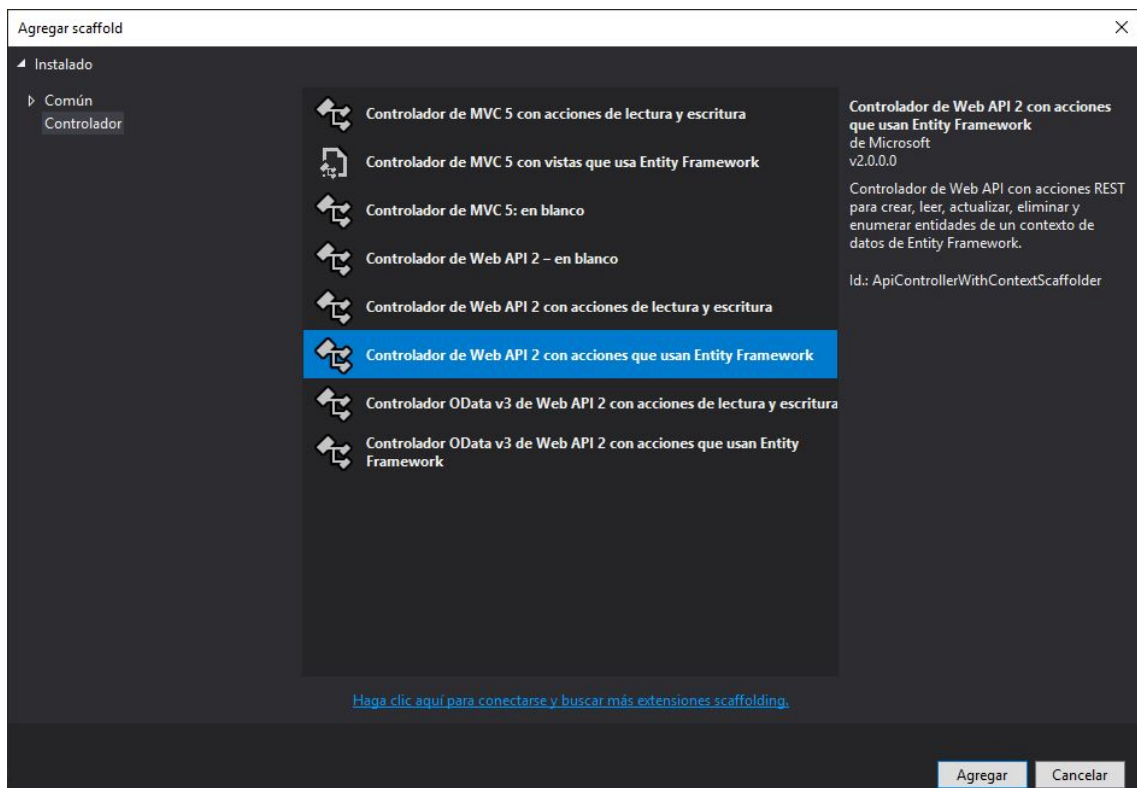 Agregar scaffold
Instalado
Común
Controlador
Controlador de MVC 5 con acciones de lectura y escritura
Controlador de MVC 5 con vistas que usa Entity Framework
Controlador de MVC 5: en blanco
Controlador de Web API 2 – en blanco
Controlador de Web API 2 con acciones de lectura y escritura
Controlador de Web API 2 con acciones que usan Entity Framework
Controlador OData v3 de Web API 2 con acciones de lectura y escritura
Controlador OData v3 de Web API 2 con acciones que usan Entity
Framework
Controlador de Web API 2 con acciones
que usan Entity Framework
de Microsoft
v2.0.0.0
Controlador de Web API con acciones REST
para crear, leer, actualizar, eliminar y
enumerar entidades de un contexto de
datos de Entity Framework.
Id.: ApiControllerWithContextScaffolder
Haga clic aquí para conectarse y buscar más extensiones scaffolding.
Agregar
Cancelar